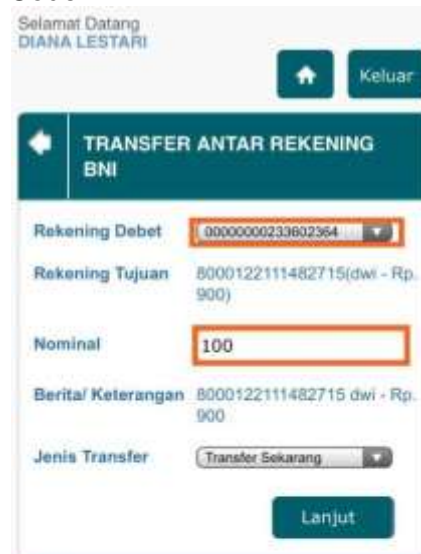 Selamat Datang
DIANA LESTARI
Keluar
TRANSFER ANTAR REKENING
BNI
Rekening Debet 00000000233602364
Rekening Tujuan 8000122111482715(dwi - Rp.
900)
Nominal 100
Berita/ Keterangan 8000122111482715 dwi - Rp.
900
Jenis Transfer Transfer Sekarang
Lanjut